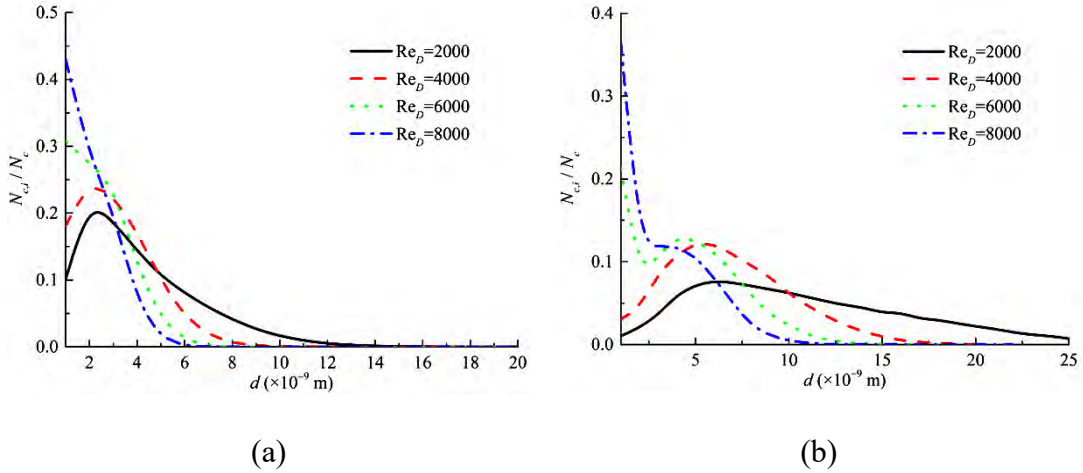 0.5
0.4
0.3
0.2
0.1
0.0
N_{c,i} / N_c
2 4 6 8 10 12 14 16 18 20
d (×10⁻⁹ m)
Re_D=2000
Re_D=4000
Re_D=6000
Re_D=8000
(a)
0.4
0.3
0.2
0.1
0.0
N_{c,i} / N_c
5 10 15 20 25
d (×10⁻⁹ m)
Re_D=2000
Re_D=4000
Re_D=6000
Re_D=8000
(b)